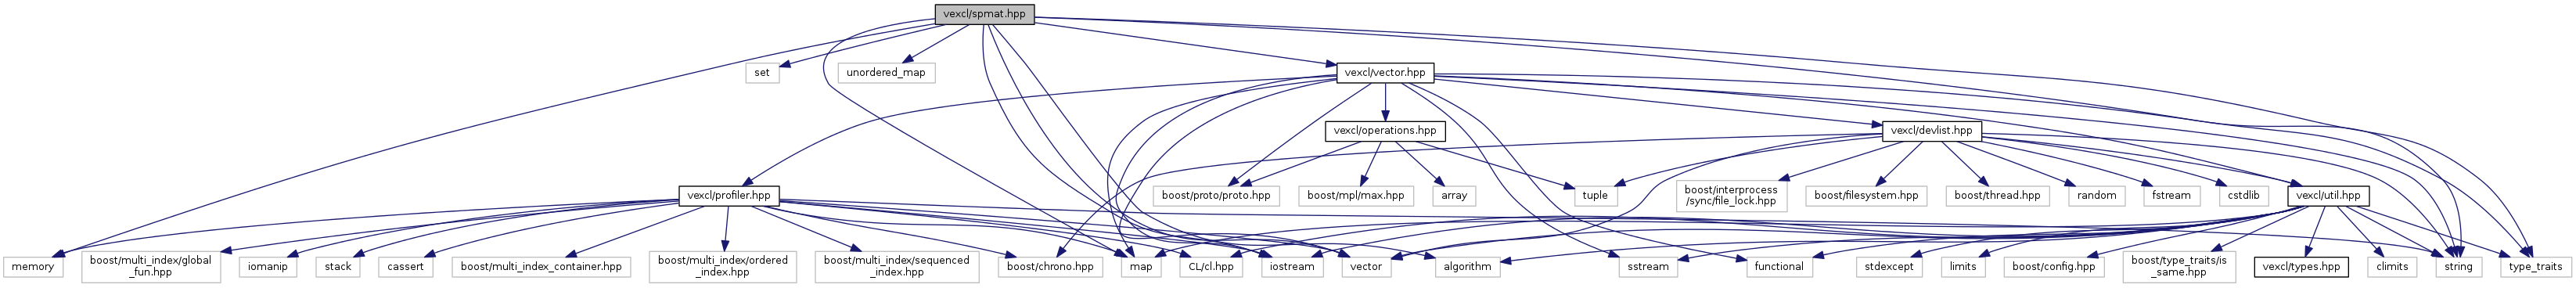 vexcl/spmat.hpp
set
unordered_map
vexcl/vector.hpp
vexcl/operations.hpp
vexcl/devlist.hpp
vexcl/profiler.hpp
boost/proto/proto.hpp
boost/mpl/max.hpp
array
tuple
boost/interprocess
/sync/file_lock.hpp
boost/filesystem.hpp
boost/thread.hpp
random
fstream
cstdlib
vexcl/util.hpp
memory
boost/multi_index/global
_fun.hpp
iomanip
stack
cassert
boost/multi_index_container.hpp
boost/multi_index/ordered
_index.hpp
boost/multi_index/sequenced
_index.hpp
boost/chrono.hpp
map
CL/cl.hpp
iostream
vector
algorithm
sstream
functional
stdexcept
limits
boost/config.hpp
boost/type_traits/is
_same.hpp
vexcl/types.hpp
climits
string
type_traits